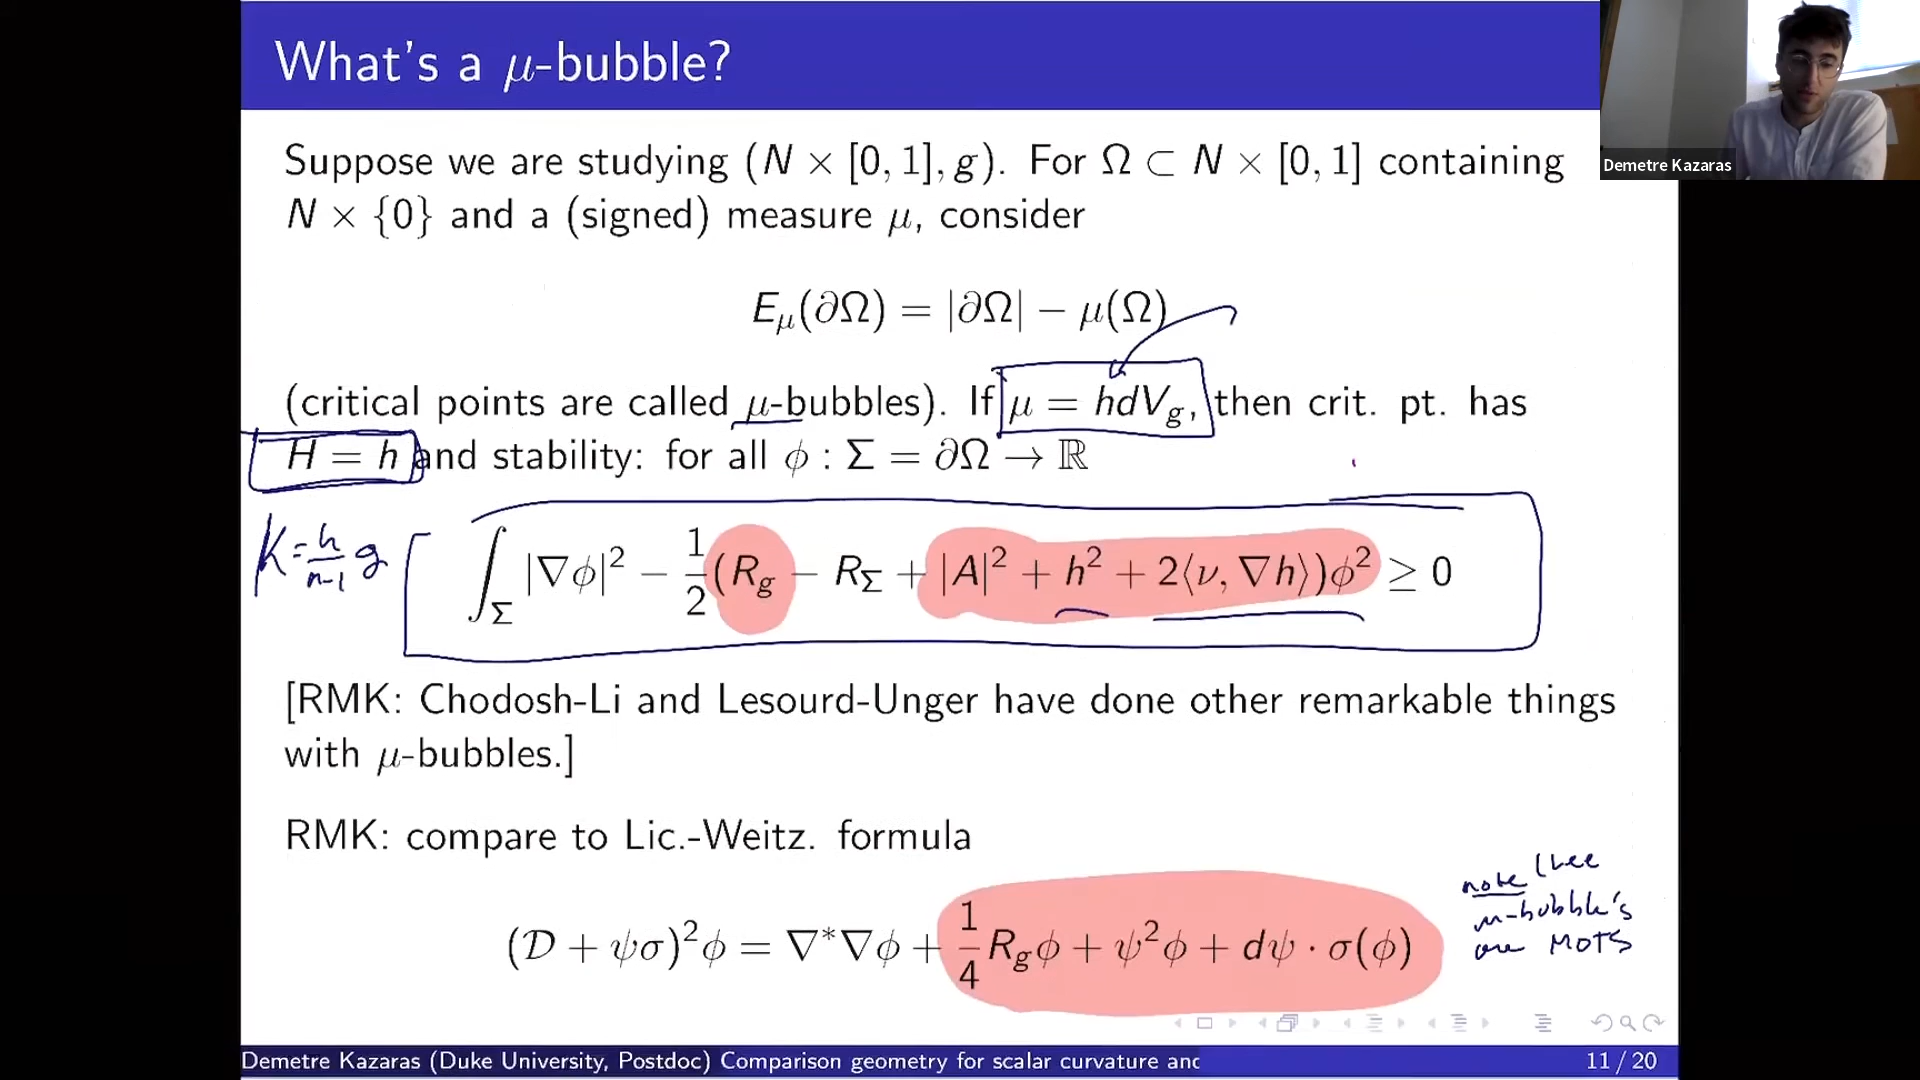 What's a μ-bubble?
Demetre Kazaras
Suppose we are studying (N × [0, 1], g). For Ω ⊂ N × [0, 1] containing
N × {0} and a (signed) measure μ, consider
E_μ(∂Ω) = |∂Ω| − μ(Ω)
(critical points are called μ-bubbles). If μ = hdV_g, then crit. pt. has
H = h and stability: for all ϕ : Σ = ∂Ω → ℝ
K = h/(n-1) g
∫_Σ |∇ϕ|² − 1/2 (R_g − R_Σ + |A|² + h² + 2⟨ν, ∇h⟩)ϕ² ≥ 0
[RMK: Chodosh-Li and Lesourd-Unger have done other remarkable things
with μ-bubbles.]
RMK: compare to Lic.-Weitz. formula
(𝒟 + ψσ)²ϕ = ∇*∇ϕ + 1/4 R_gϕ + ψ²ϕ + dψ · σ(ϕ)
note (Lee
μ-bubble's
are MOTS
Demetre Kazaras (Duke University, Postdoc) Comparison geometry for scalar curvature and
11 / 20